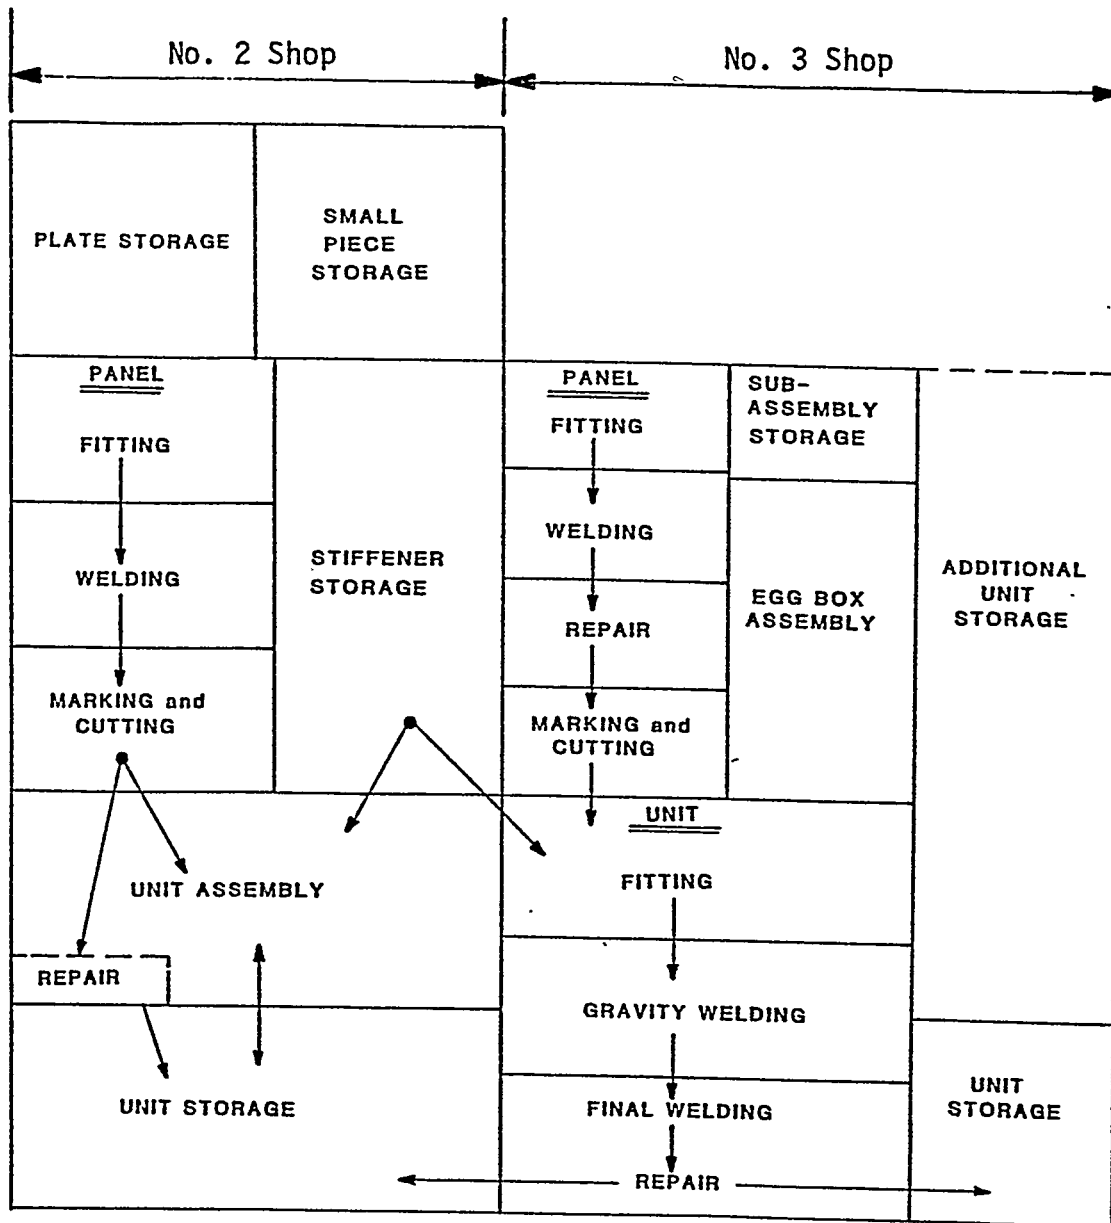 No. 2 Shop
No. 3 Shop
PLATE STORAGE
SMALL
PIECE
STORAGE
PANEL
FITTING
WELDING
MARKING and
CUTTING
STIFFENER
STORAGE
PANEL
FITTING
WELDING
REPAIR
MARKING and
CUTTING
SUB-
ASSEMBLY
STORAGE
EGG BOX
ASSEMBLY
ADDITIONAL
UNIT
STORAGE
UNIT ASSEMBLY
REPAIR
UNIT STORAGE
UNIT
FITTING
GRAVITY WELDING
FINAL WELDING
REPAIR
UNIT
STORAGE